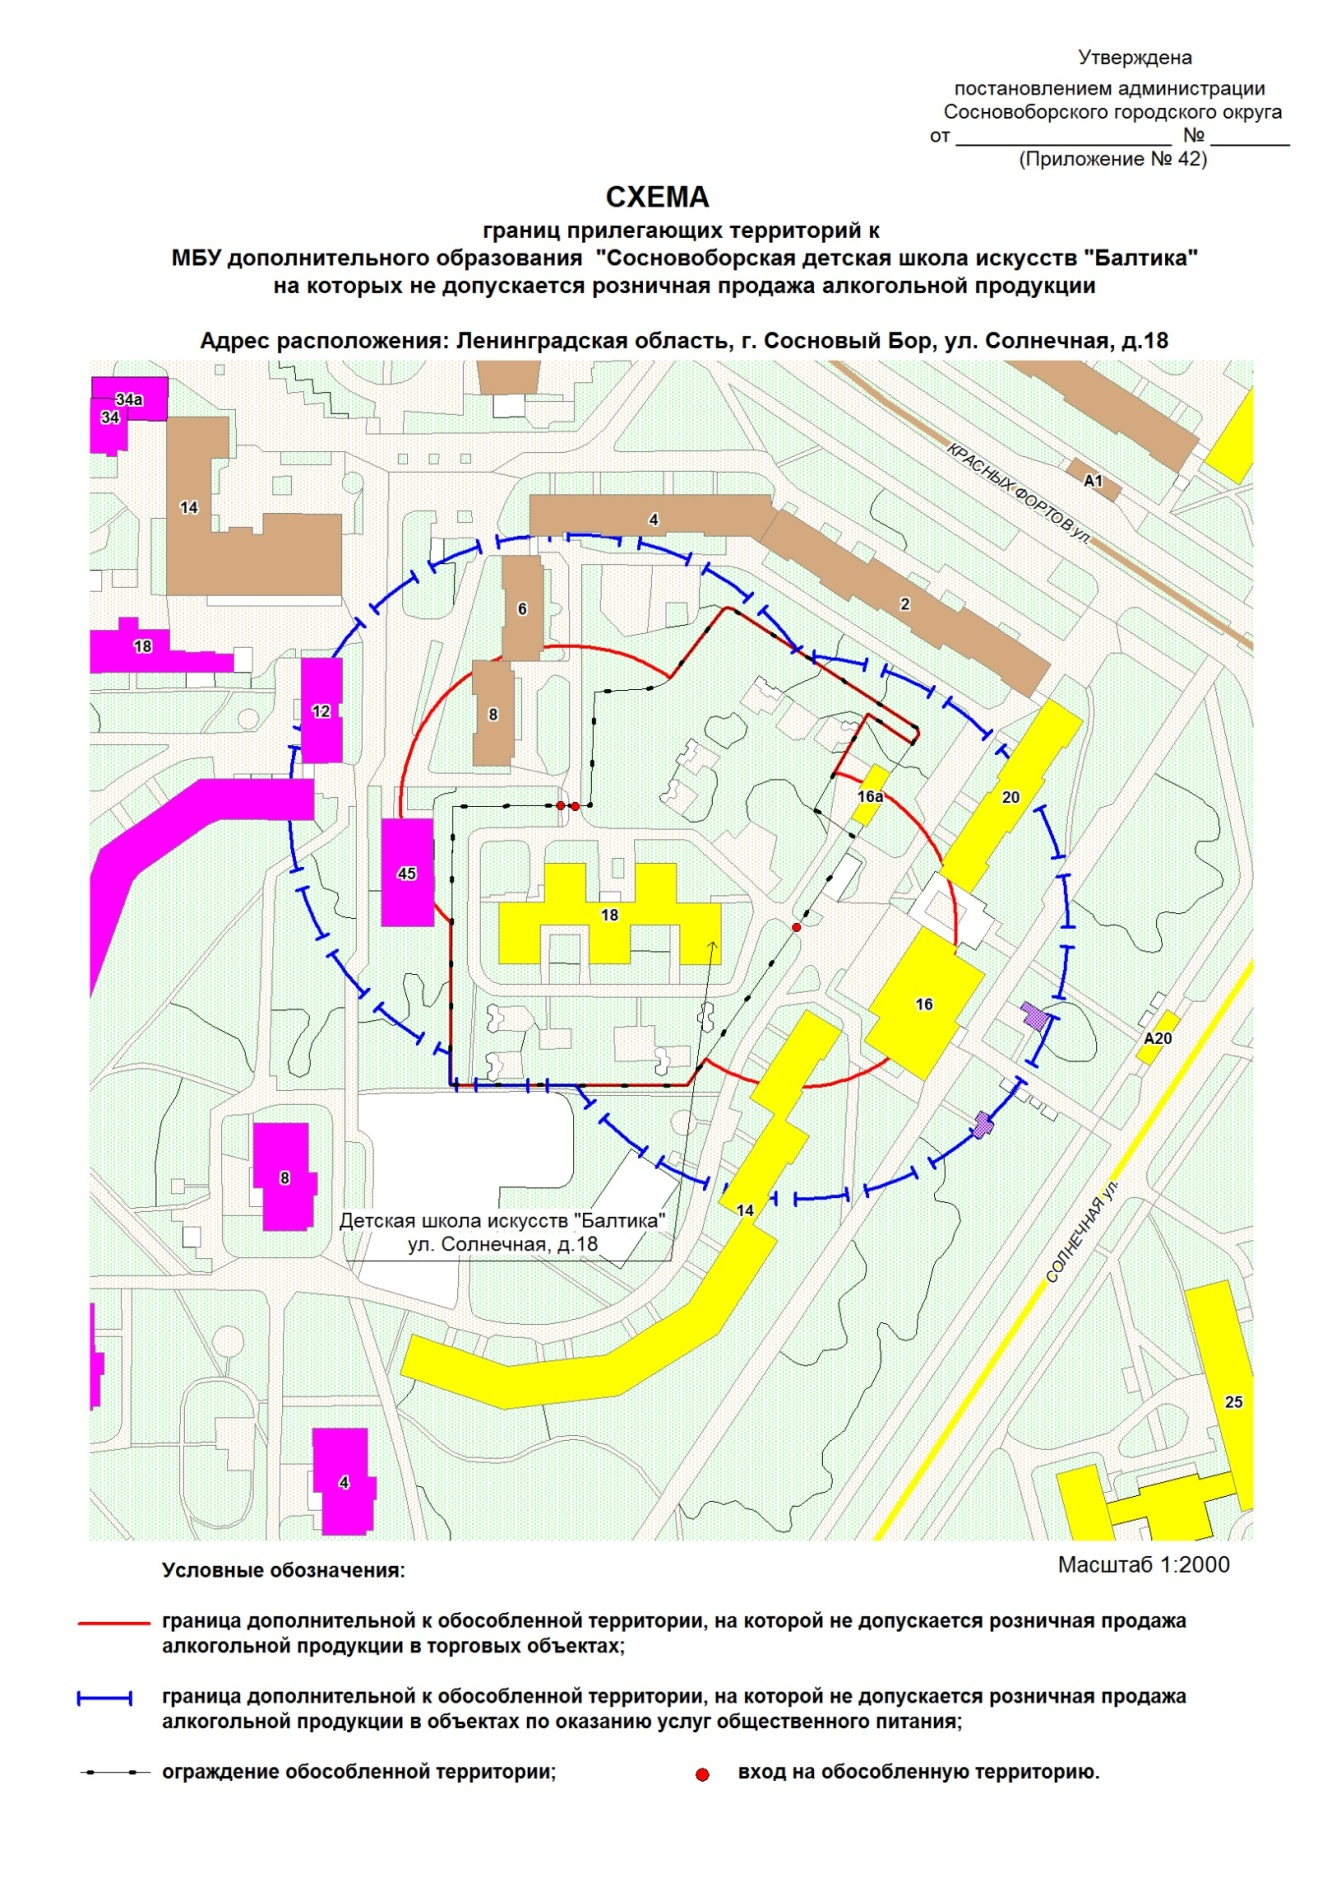 Утверждена
постановлением администрации
Сосновоборского городского округа
от ____________________ № _______
(Приложение № 42)
СХЕМА
границ прилегающих территорий к
МБУ дополнительного образования "Сосновоборская детская школа искусств "Балтика"
на которых не допускается розничная продажа алкогольной продукции
Адрес расположения: Ленинградская область, г. Сосновый Бор, ул. Солнечная, д.18
34а
34
14
4
А1
КРАСНЫХ ФОРТОВ ул.
6
2
18
12
8
20
16а
45
18
16
А20
8
14
СОЛНЕЧНАЯ ул.
Детская школа искусств "Балтика"
ул. Солнечная, д.18
25
4
Масштаб 1:2000
Условные обозначения:
граница дополнительной к обособленной территории, на которой не допускается розничная продажа
алкогольной продукции в торговых объектах;
граница дополнительной к обособленной территории, на которой не допускается розничная продажа
алкогольной продукции в объектах по оказанию услуг общественного питания;
ограждение обособленной территории;
вход на обособленную территорию.